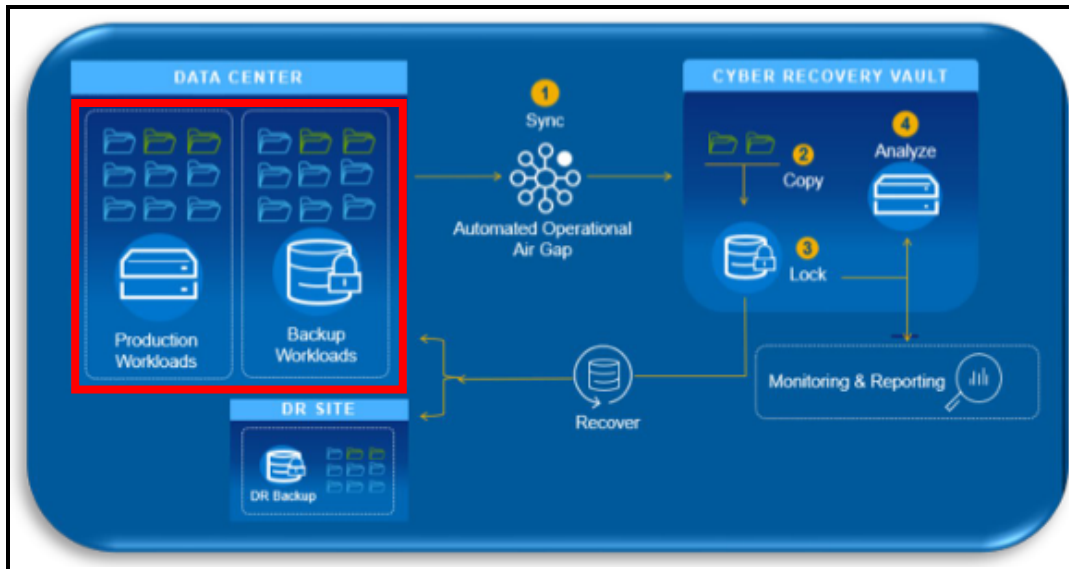 DATA CENTER
Production
Workloads
Backup
Workloads
1
Sync
Automated Operational
Air Gap
CYBER RECOVERY VAULT
2
Copy
3
Lock
4
Analyze
Monitoring & Reporting
Recover
DR SITE
DR Backup